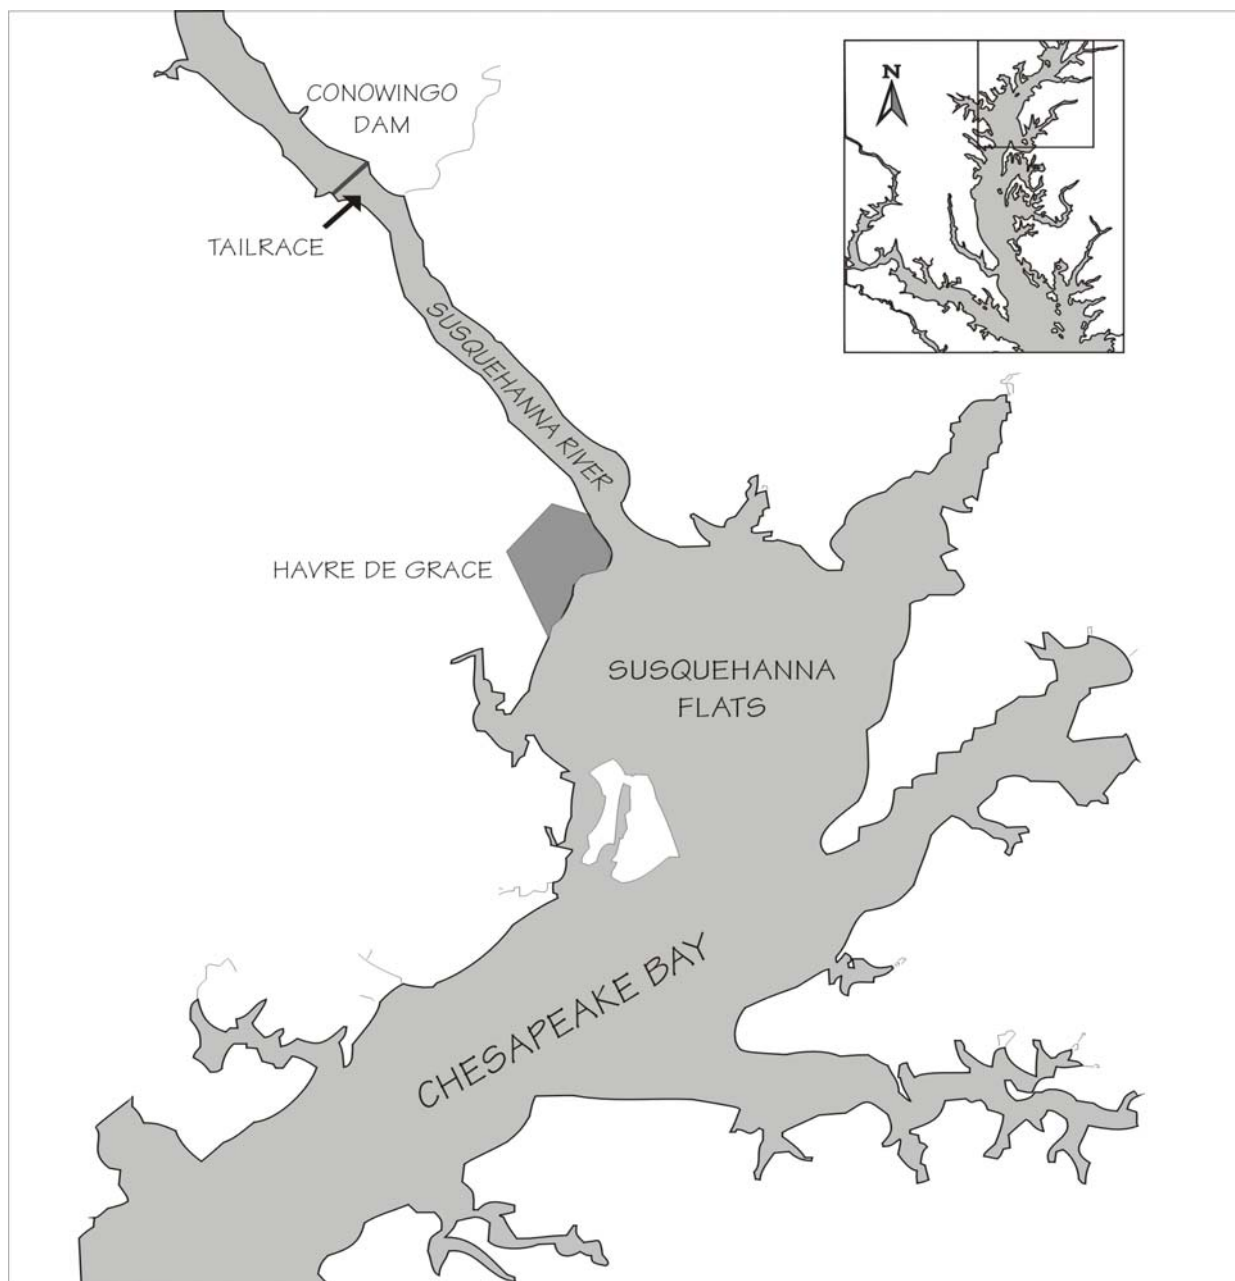 CONOWINGO
DAM
N
TAILRACE
SUSQUEHANNA RIVER
HAVRE DE GRACE
SUSQUEHANNA
FLATS
CHESAPEAKE BAY